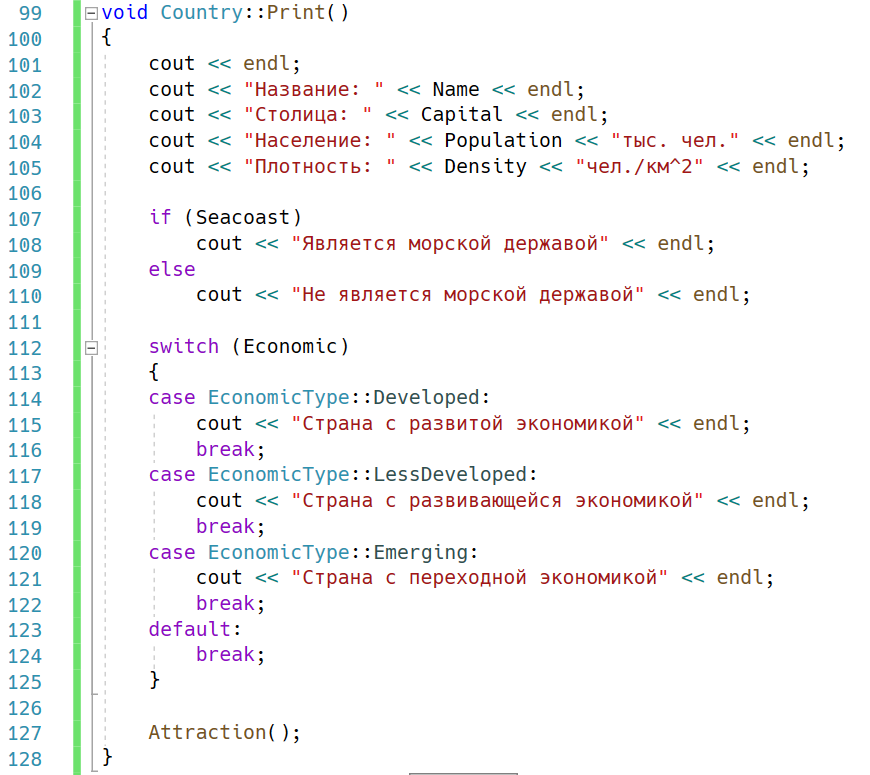 99 void Country::Print()
100 {
101 cout << endl;
102 cout << "Название: " << Name << endl;
103 cout << "Столица: " << Capital << endl;
104 cout << "Население: " << Population << "тыс. чел." << endl;
105 cout << "Плотность: " << Density << "чел./км^2" << endl;
106
107 if (Seacoast)
108 cout << "Является морской державой" << endl;
109 else
110 cout << "Не является морской державой" << endl;
111
112 switch (Economic)
113 {
114 case EconomicType::Developed:
115 cout << "Страна с развитой экономикой" << endl;
116 break;
117 case EconomicType::LessDeveloped:
118 cout << "Страна с развивающейся экономикой" << endl;
119 break;
120 case EconomicType::Emerging:
121 cout << "Страна с переходной экономикой" << endl;
122 break;
123 default:
124 break;
125 }
126
127 Attraction();
128 }